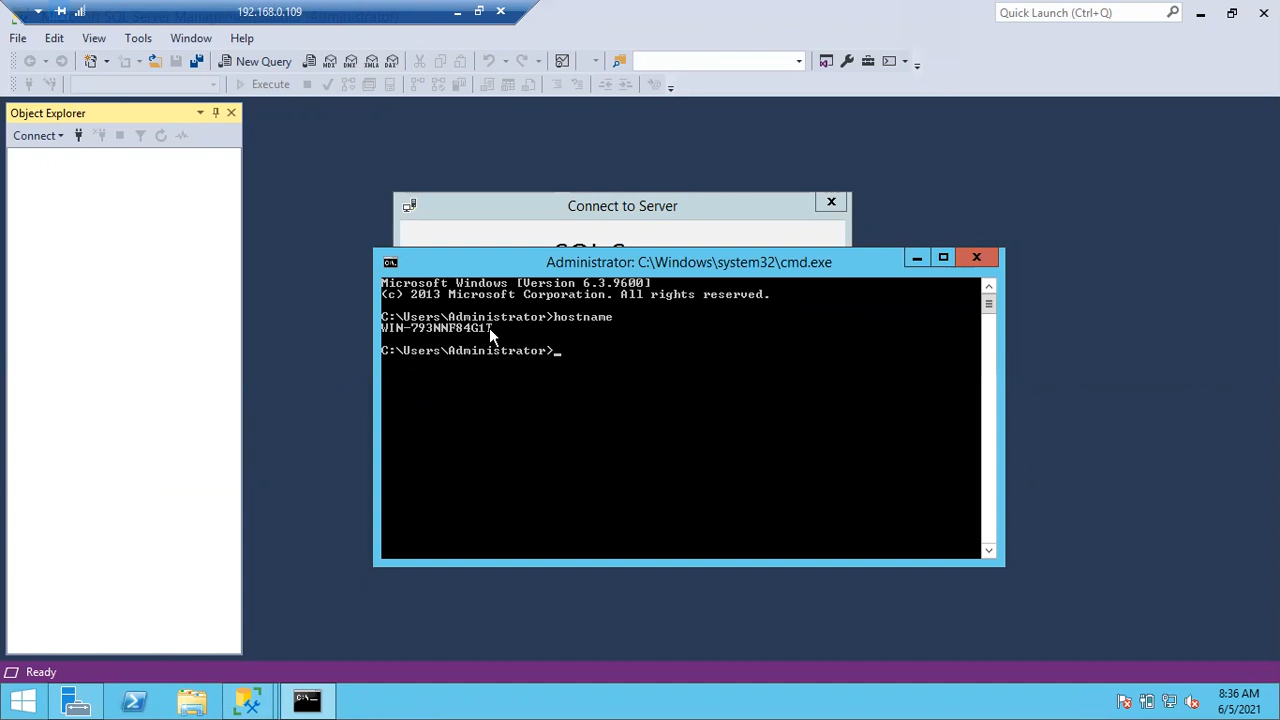 192.168.0.109
Quick Launch (Ctrl+Q)
File Edit View Tools Window Help
New Query
Execute
Object Explorer
Connect
Connect to Server
Administrator: C:\Windows\system32\cmd.exe
Microsoft Windows [Version 6.3.9600]
(c) 2013 Microsoft Corporation. All rights reserved.
C:\Users\Administrator>hostname
WIN-793NNF84G1T
C:\Users\Administrator>_
Ready
8:36 AM
6/5/2021